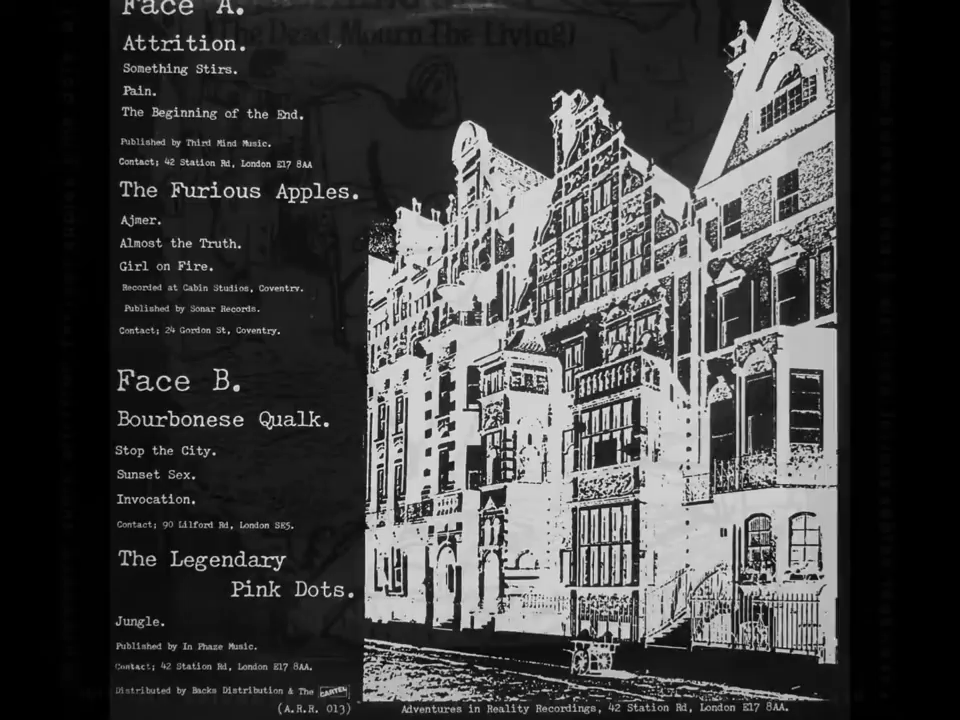 Face A.
(The Dead Mourn The Living)
Attrition.
Something Stirs.
Pain.
The Beginning of the End.
Published by Third Mind Music.
Contact; 42 Station Rd, London E17 8AA
The Furious Apples.
Ajmer.
Almost the Truth.
Girl on Fire.
Recorded at Cabin Studios, Coventry.
Published by Sonar Records.
Contact; 24 Gordon St, Coventry.
Face B.
Bourbonese Qualk.
Stop the City.
Sunset Sex.
Invocation.
Contact; 90 Lilford Rd, London SE5.
The Legendary
Pink Dots.
Jungle.
Published by In Phaze Music.
Contact; 42 Station Rd, London E17 8AA.
Distributed by Backs Distribution & The CARTEL
(A.R.R. 013)
Adventures in Reality Recordings, 42 Station Rd, London E17 8AA.